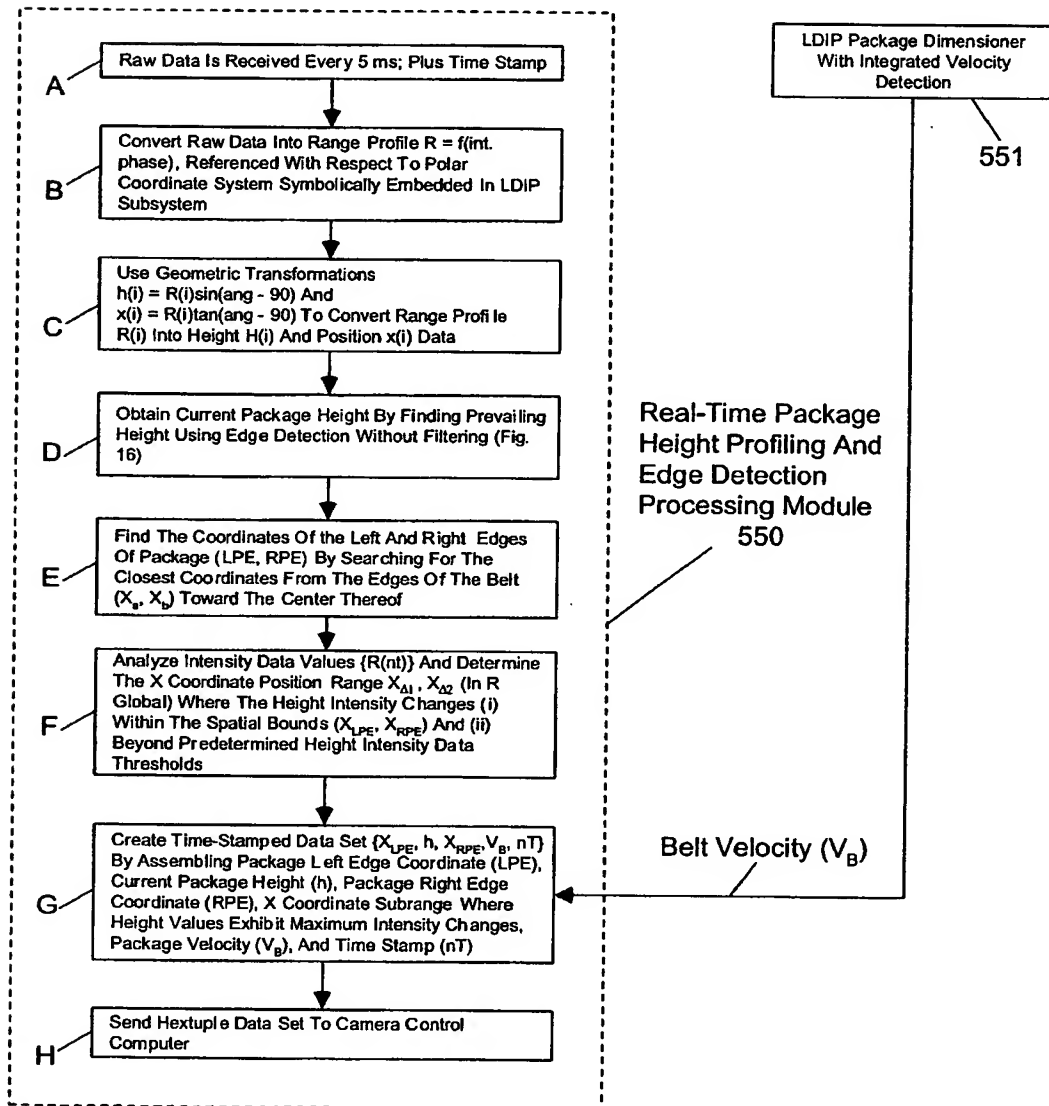 A
Raw Data Is Received Every 5 ms; Plus Time Stamp
B
Convert Raw Data Into Range Profile R = f(int.
phase), Referenced With Respect To Polar
Coordinate System Symbolically Embedded In LDIP
Subsystem
C
Use Geometric Transformations
h(i) = R(i)sin(ang - 90) And
x(i) = R(i)tan(ang - 90) To Convert Range Profile
R(i) Into Height H(i) And Position x(i) Data
D
Obtain Current Package Height By Finding Prevailing
Height Using Edge Detection Without Filtering (Fig.
16)
E
Find The Coordinates Of the Left And Right Edges
Of Package (LPE, RPE) By Searching For The
Closest Coordinates From The Edges Of The Belt
(Xa, Xb) Toward The Center Thereof
F
Analyze Intensity Data Values {R(nt)} And Determine
The X Coordinate Position Range XΔ1 , XΔ2 (In R
Global) Where The Height Intensity Changes (i)
Within The Spatial Bounds (XLPE, XRPE) And (ii)
Beyond Predetermined Height Intensity Data
Thresholds
G
Create Time-Stamped Data Set {XLPE, h, XRPE,VB, nT}
By Assembling Package Left Edge Coordinate (LPE),
Current Package Height (h), Package Right Edge
Coordinate (RPE), X Coordinate Subrange Where
Height Values Exhibit Maximum Intensity Changes,
Package Velocity (VB), And Time Stamp (nT)
H
Send Hextuple Data Set To Camera Control
Computer
LDIP Package Dimensioner
With Integrated Velocity
Detection
551
Real-Time Package
Height Profiling And
Edge Detection
Processing Module
550
Belt Velocity (VB)